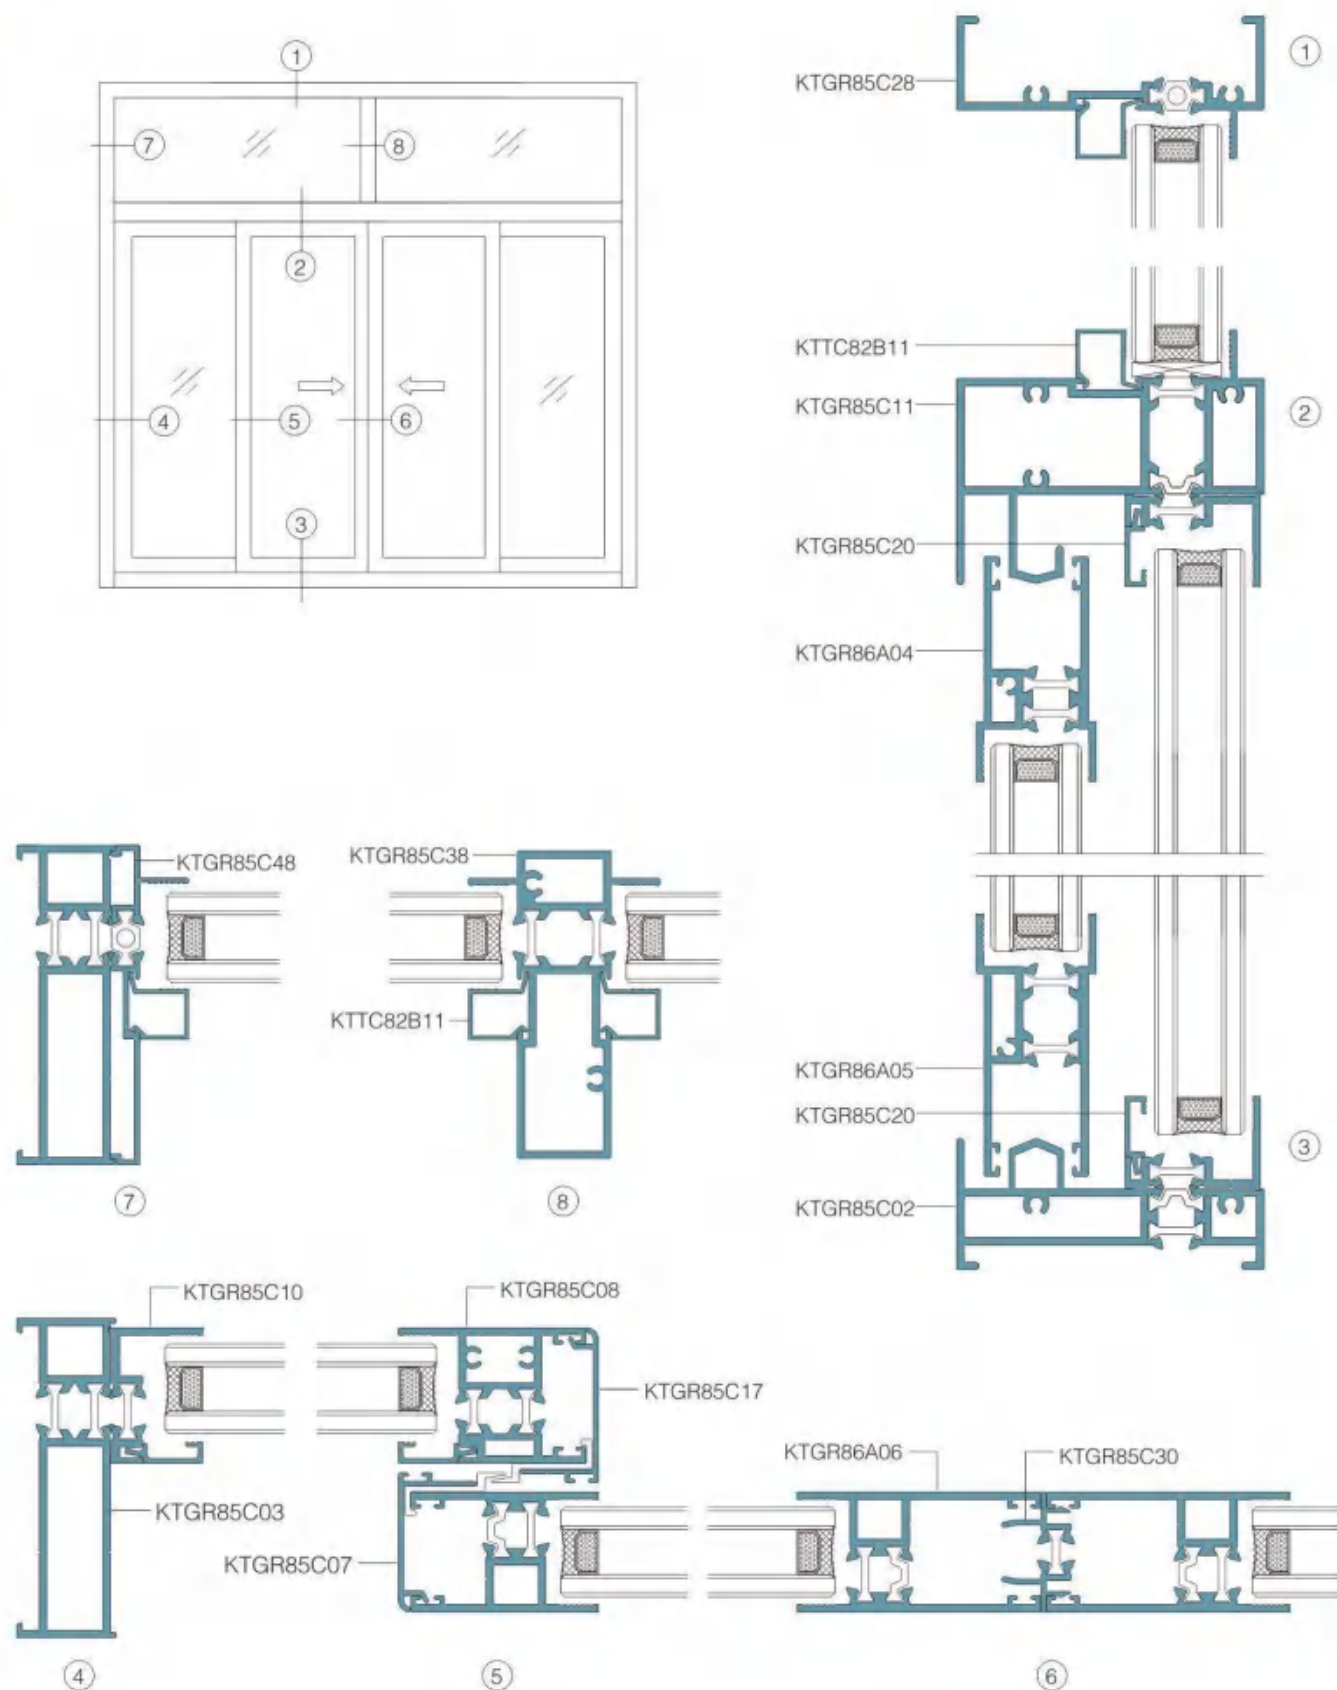 ①
⑦
⑧
②
④
⑤
⑥
③
KTGR85C28
①
KTTC82B11
KTGR85C11
②
KTGR85C20
KTGR86A04
KTGR86A05
KTGR85C20
③
KTGR85C02
KTGR85C48
⑦
KTGR85C38
KTTC82B11
⑧
KTGR85C10
KTGR85C03
④
KTGR85C08
KTGR85C17
KTGR85C07
⑤
KTGR86A06
KTGR85C30
⑥